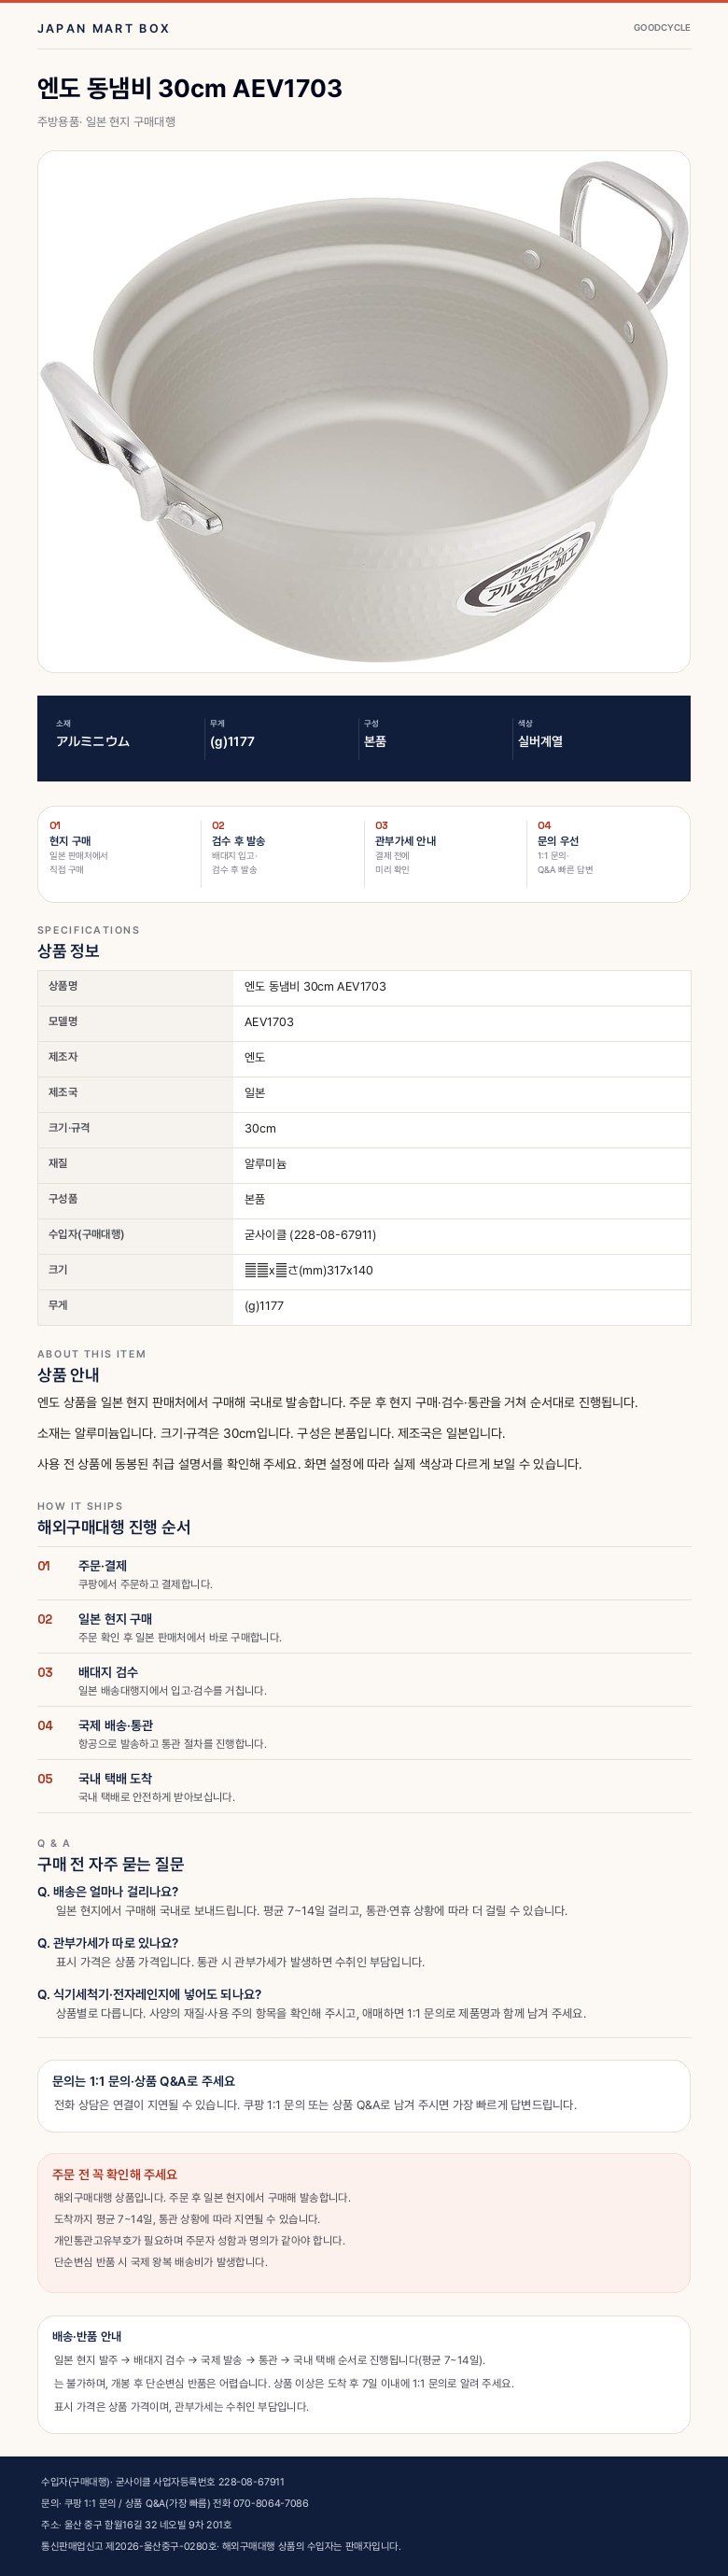 JAPAN MART BOX
GOODCYCLE
엔도 동냄비 30cm AEV1703
주방용품· 일본 현지 구매대행
アルミニウム
アルマイト加工
소재
アルミニウム
무게
(g)1177
구성
본품
색상
실버계열
01
현지 구매
일본 판매처에서
직접 구매
02
검수 후 발송
배대지 입고·
검수 후 발송
03
관부가세 안내
결제 전에
미리 확인
04
문의 우선
1:1 문의·
Q&A 빠른 답변
SPECIFICATIONS
상품 정보
상품명 엔도 동냄비 30cm AEV1703
모델명 AEV1703
제조자 엔도
제조국 일본
크기·규격 30cm
재질 알루미늄
구성품 본품
수입자(구매대행) 굳사이클 (228-08-67911)
크기 x さ(mm)317x140
무게 (g)1177
ABOUT THIS ITEM
상품 안내
엔도 상품을 일본 현지 판매처에서 구매해 국내로 발송합니다. 주문 후 현지 구매·검수·통관을 거쳐 순서대로 진행됩니다.
소재는 알루미늄입니다. 크기·규격은 30cm입니다. 구성은 본품입니다. 제조국은 일본입니다.
사용 전 상품에 동봉된 취급 설명서를 확인해 주세요. 화면 설정에 따라 실제 색상과 다르게 보일 수 있습니다.
HOW IT SHIPS
해외구매대행 진행 순서
01 주문·결제
쿠팡에서 주문하고 결제합니다.
02 일본 현지 구매
주문 확인 후 일본 판매처에서 바로 구매합니다.
03 배대지 검수
일본 배송대행지에서 입고·검수를 거칩니다.
04 국제 배송·통관
항공으로 발송하고 통관 절차를 진행합니다.
05 국내 택배 도착
국내 택배로 안전하게 받아보십니다.
Q & A
구매 전 자주 묻는 질문
Q. 배송은 얼마나 걸리나요?
일본 현지에서 구매해 국내로 보내드립니다. 평균 7~14일 걸리고, 통관·연휴 상황에 따라 더 걸릴 수 있습니다.
Q. 관부가세가 따로 있나요?
표시 가격은 상품 가격입니다. 통관 시 관부가세가 발생하면 수취인 부담입니다.
Q. 식기세척기·전자레인지에 넣어도 되나요?
상품별로 다릅니다. 사양의 재질·사용 주의 항목을 확인해 주시고, 애매하면 1:1 문의로 제품명과 함께 남겨 주세요.
문의는 1:1 문의·상품 Q&A로 주세요
전화 상담은 연결이 지연될 수 있습니다. 쿠팡 1:1 문의 또는 상품 Q&A로 남겨 주시면 가장 빠르게 답변드립니다.
주문 전 꼭 확인해 주세요
해외구매대행 상품입니다. 주문 후 일본 현지에서 구매해 발송합니다.
도착까지 평균 7~14일, 통관 상황에 따라 지연될 수 있습니다.
개인통관고유부호가 필요하며 주문자 성함과 명의가 같아야 합니다.
단순변심 반품 시 국제 왕복 배송비가 발생합니다.
배송·반품 안내
일본 현지 발주 → 배대지 검수 → 국제 발송 → 통관 → 국내 택배 순서로 진행됩니다(평균 7~14일).
는 불가하며, 개봉 후 단순변심 반품은 어렵습니다. 상품 이상은 도착 후 7일 이내에 1:1 문의로 알려 주세요.
표시 가격은 상품 가격이며, 관부가세는 수취인 부담입니다.
수입자(구매대행)· 굳사이클 사업자등록번호 228-08-67911
문의· 쿠팡 1:1 문의 / 상품 Q&A(가장 빠름) 전화 070-8064-7086
주소· 울산 중구 함월16길 32 네오빌 9차 201호
통신판매업신고 제2026-울산중구-0280호· 해외구매대행 상품의 수입자는 판매자입니다.